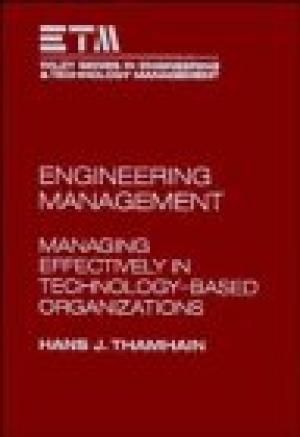 ETM
WILEY SERIES IN ENGINEERING
& TECHNOLOGY MANAGEMENT
ENGINEERING
MANAGEMENT
MANAGING
EFFECTIVELY IN
TECHNOLOGY-BASED
ORGANIZATIONS
HANS J. THAMHAIN